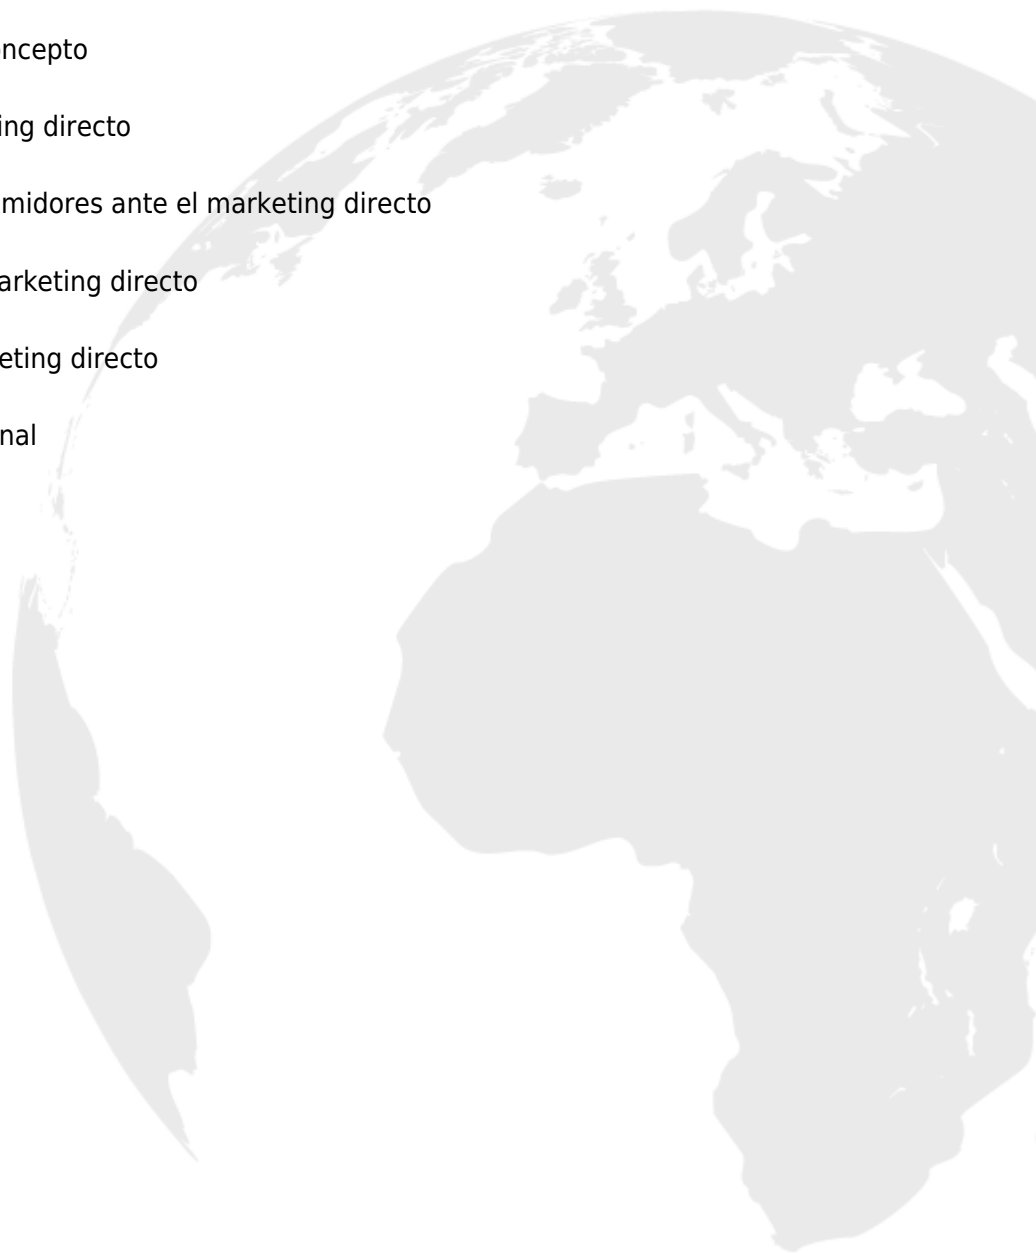 ncepto
ing directo
midores ante el marketing directo
arketing directo
eting directo
nal